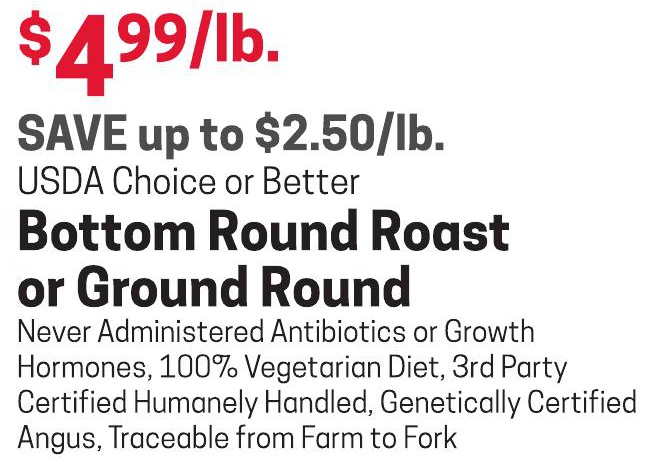 $4.99/lb.
SAVE up to $2.50/lb.
USDA Choice or Better
Bottom Round Roast
or Ground Round
Never Administered Antibiotics or Growth
Hormones, 100% Vegetarian Diet, 3rd Party
Certified Humanely Handled, Genetically Certified
Angus, Traceable from Farm to Fork